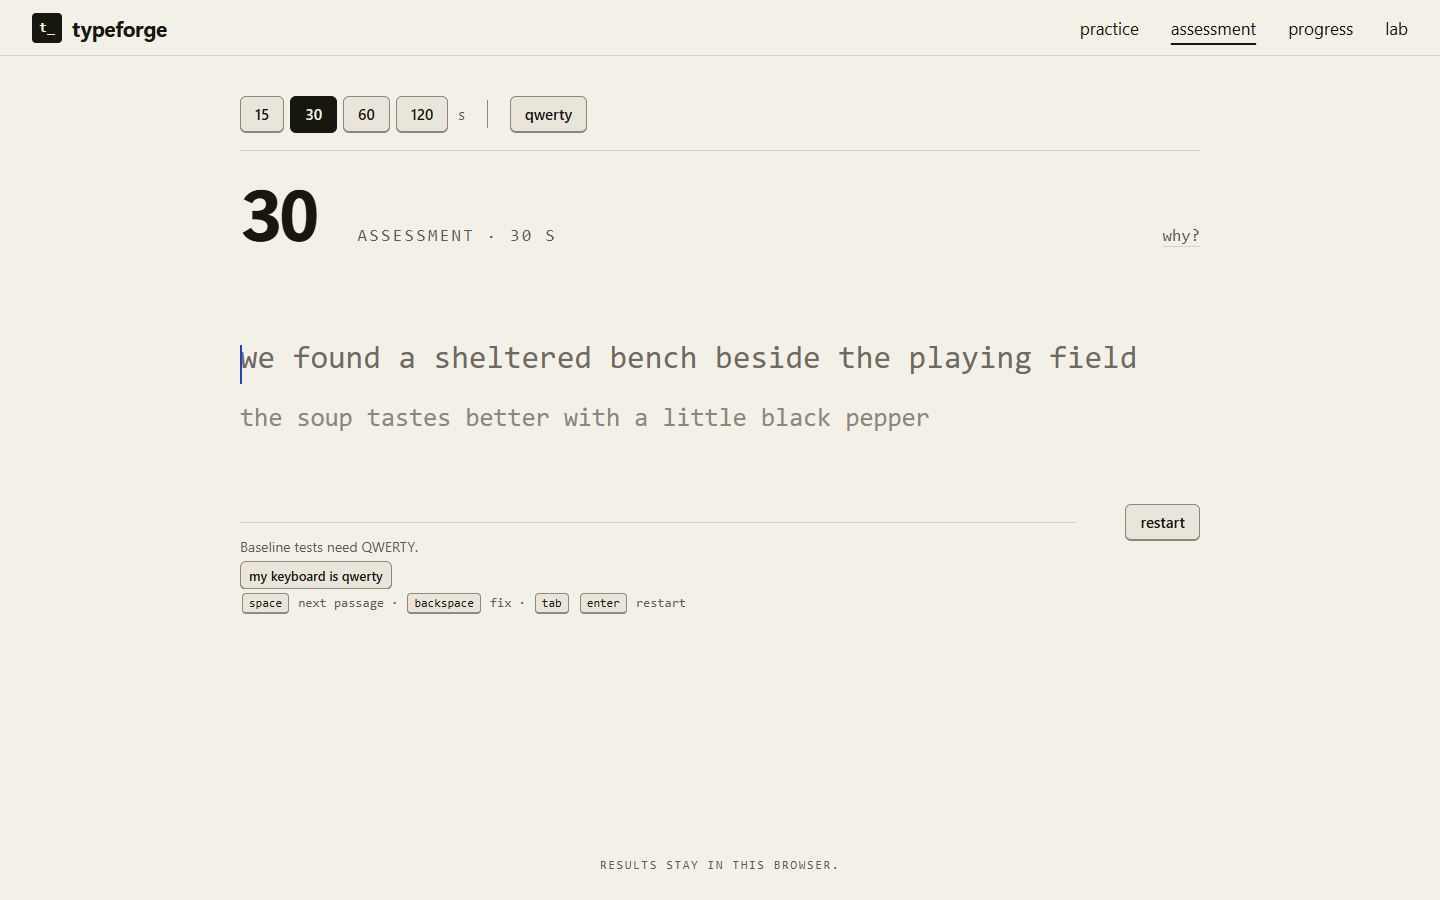 t_ typeforge practice assessment progress lab
15 30 60 120 s qwerty
30 ASSESSMENT · 30 S why?
we found a sheltered bench beside the playing field
the soup tastes better with a little black pepper
restart
Baseline tests need QWERTY.
my keyboard is qwerty
space next passage · backspace fix · tab enter restart
RESULTS STAY IN THIS BROWSER.